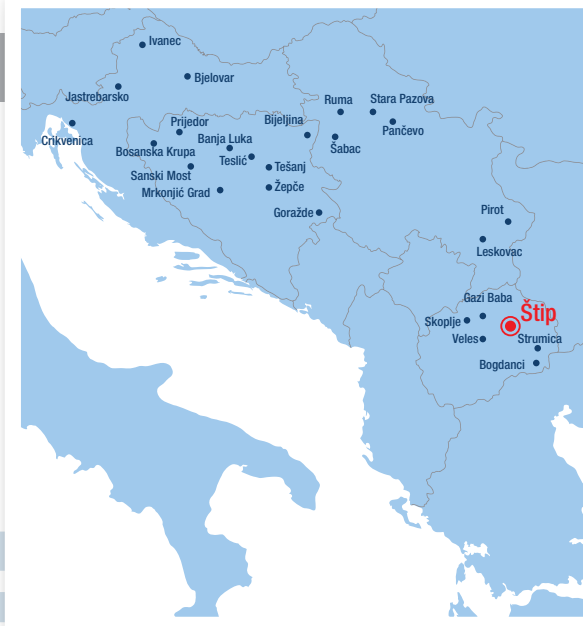 Ivanec
Bjelovar
Jastrebarsko
Ruma
Stara Pazova
Crikvenica
Prijedor
Bijeljina
Pančevo
Banja Luka
Šabac
Bosanska Krupa
Teslić
Tešanj
Sanski Most
Žepče
Mrkonjić Grad
Goražde
Pirot
Leskovac
Gazi Baba
Štip
Skoplje
Veles
Strumica
Bogdanci